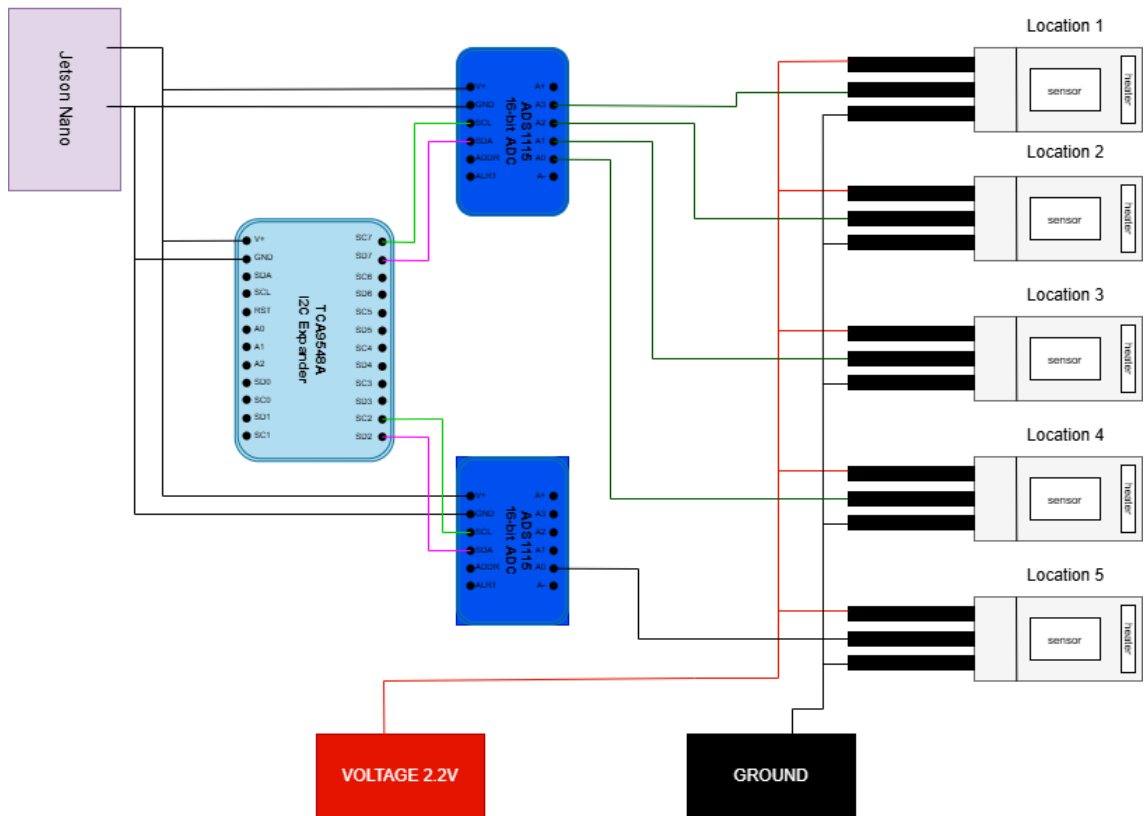 Jetson Nano
V+
GND
SCL
SDA
ADDR
ALRT
ADS1115
16-bit ADC
A+
A3
A2
A1
A0
A-
V+
GND
SDA
SCL
RST
A0
A1
A2
SD0
SC0
SD1
SC1
TCA9548A
I2C Expander
SC7
SD7
SC6
SD6
SC5
SD5
SC4
SD4
SC3
SD3
SC2
SD2
V+
GND
SCL
SDA
ADDR
ALRT
ADS1115
16-bit ADC
A+
A3
A2
A1
A0
A-
Location 1
sensor
heater
Location 2
sensor
heater
Location 3
sensor
heater
Location 4
sensor
heater
Location 5
sensor
heater
VOLTAGE 2.2V
GROUND